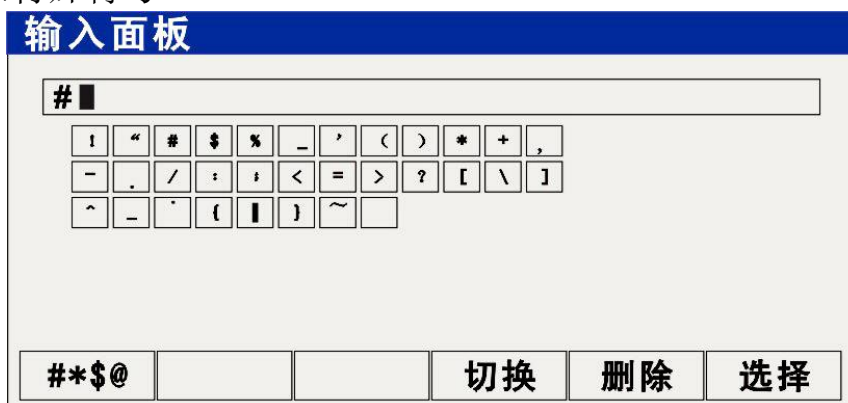 输入面板
#
! “ # $ % _ ' ( ) * + ,
- . / : ; < = > ? [ \ ]
^ _ ˙ { | } ~
#*$@ 切换 删除 选择